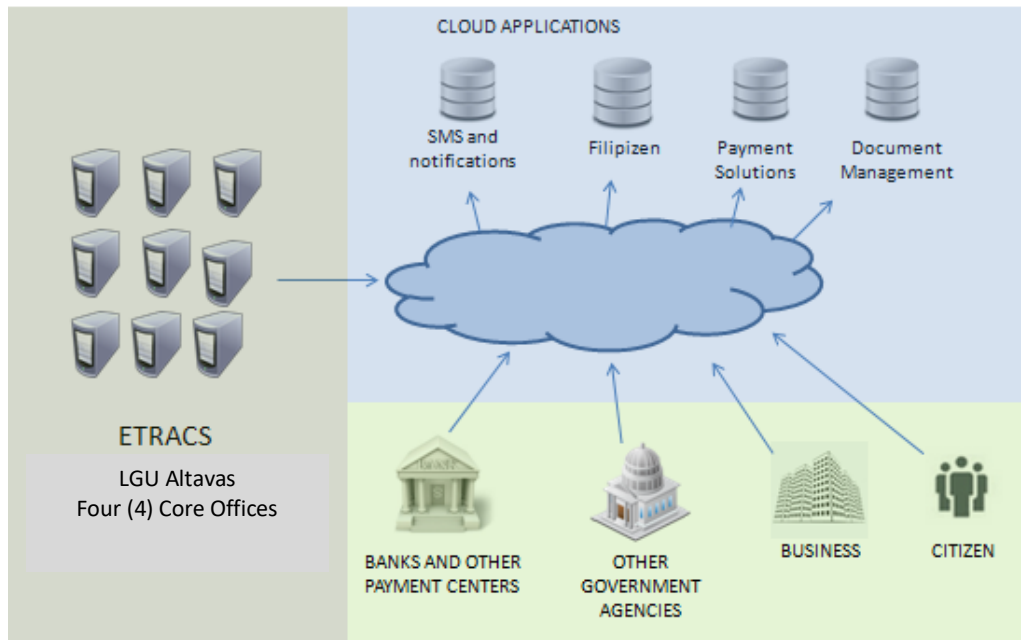 CLOUD APPLICATIONS
SMS and
notifications
Filipizen
Payment
Solutions
Document
Management
ETRACS
LGU Altavas
Four (4) Core Offices
BANKS AND OTHER
PAYMENT CENTERS
OTHER
GOVERNMENT
AGENCIES
BUSINESS
CITIZEN